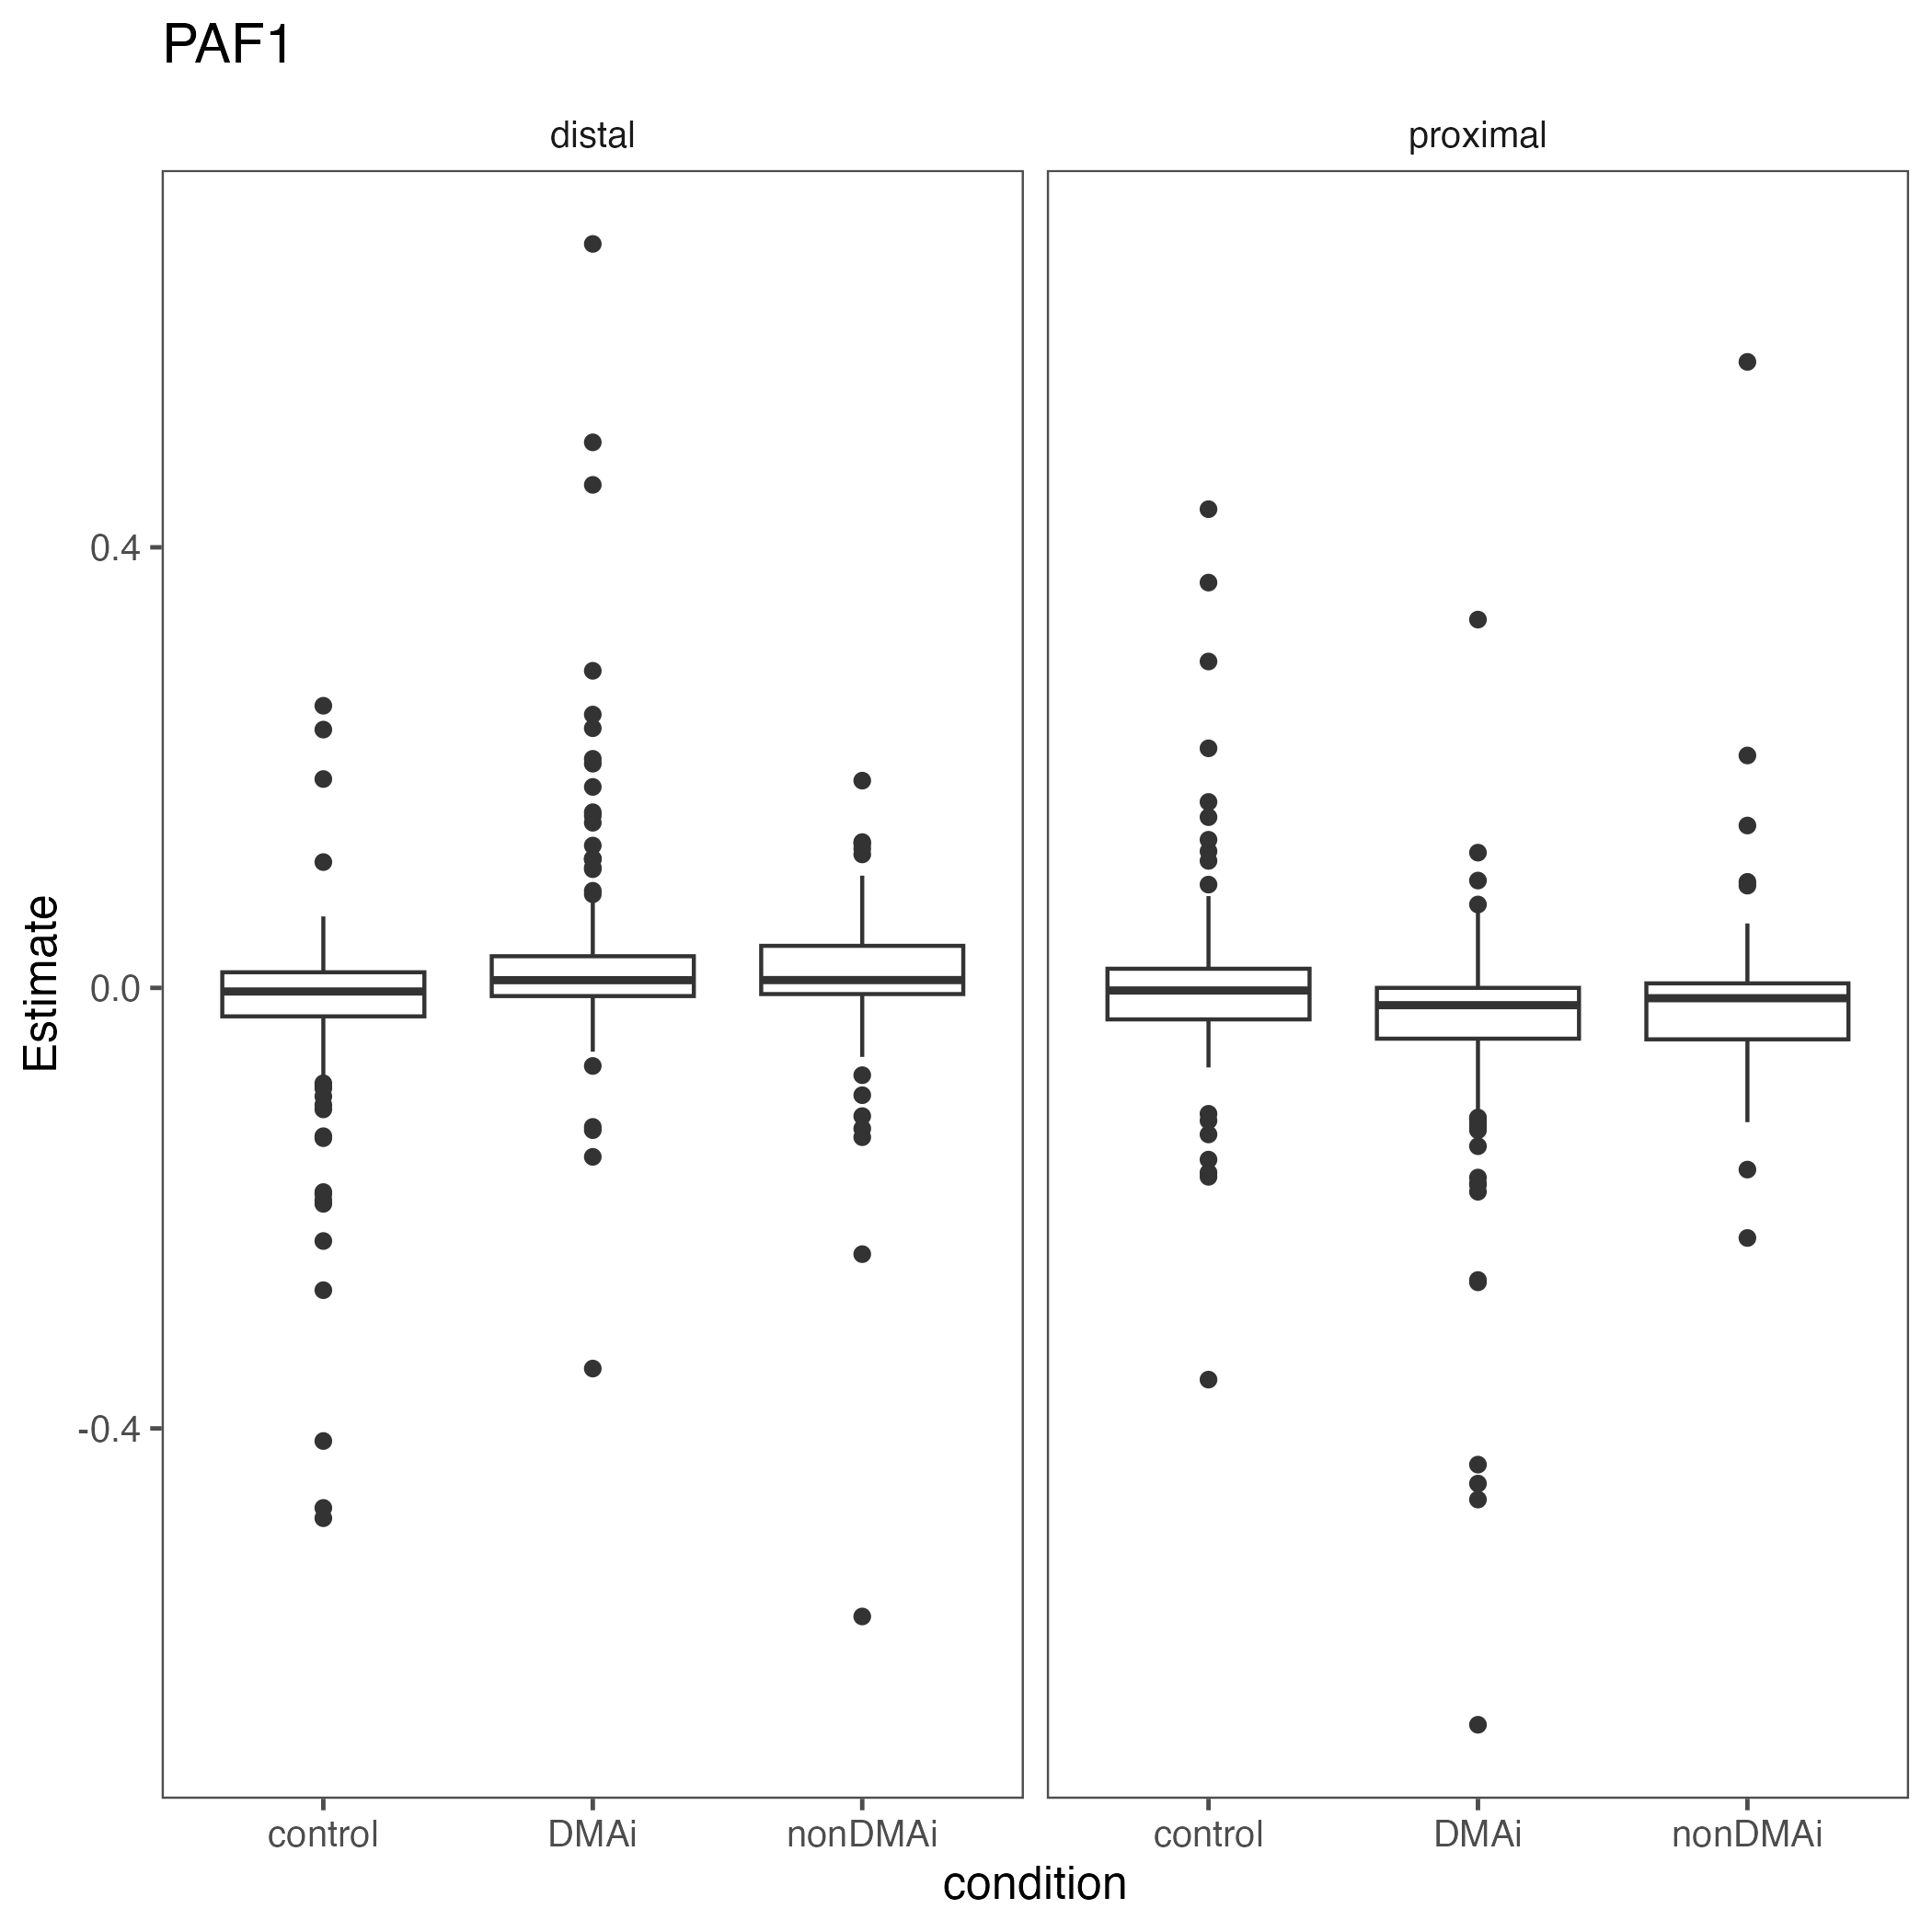 PAF1
distal
proximal
Estimate
0.4
0.0
-0.4
control
DMAi
nonDMAi
control
DMAi
nonDMAi
condition